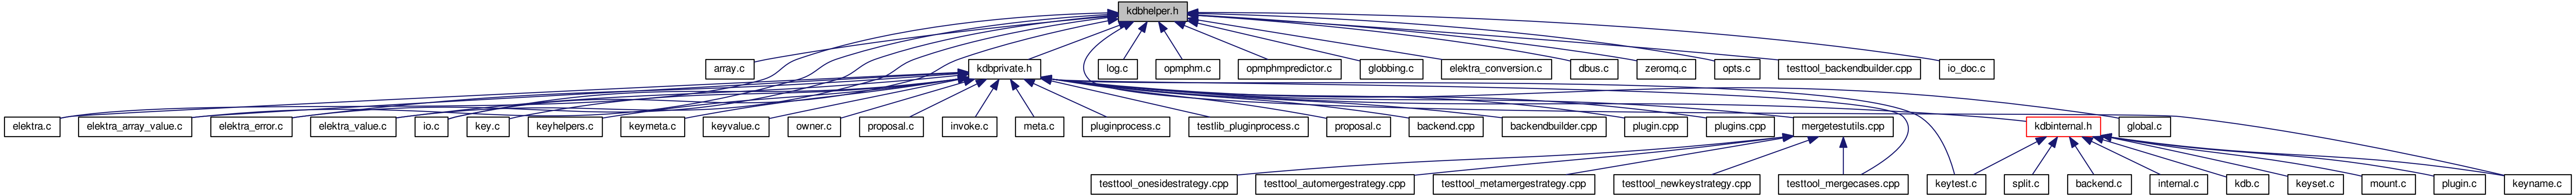 kdbhelper.h
array.c
kdbprivate.h
log.c
opmphm.c
opmphmpredictor.c
globbing.c
elektra_conversion.c
dbus.c
zeromq.c
opts.c
testtool_backendbuilder.cpp
io_doc.c
elektra.c
elektra_array_value.c
elektra_error.c
elektra_value.c
io.c
key.c
keyhelpers.c
keymeta.c
keyvalue.c
owner.c
proposal.c
invoke.c
meta.c
pluginprocess.c
testlib_pluginprocess.c
proposal.c
backend.cpp
backendbuilder.cpp
plugin.cpp
plugins.cpp
mergetestutils.cpp
kdbinternal.h
global.c
testtool_onesidestrategy.cpp
testtool_automergestrategy.cpp
testtool_metamergestrategy.cpp
testtool_newkeystrategy.cpp
testtool_mergecases.cpp
keytest.c
split.c
backend.c
internal.c
kdb.c
keyset.c
mount.c
plugin.c
keyname.c